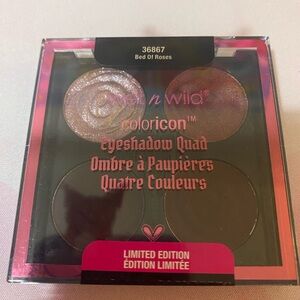 36867
Bed Of Roses
wet n wild®
coloricon™
eyeshadow Quad
Ombre à Paupières
Quatre Couleurs
LIMITED EDITION
ÉDITION LIMITÉE